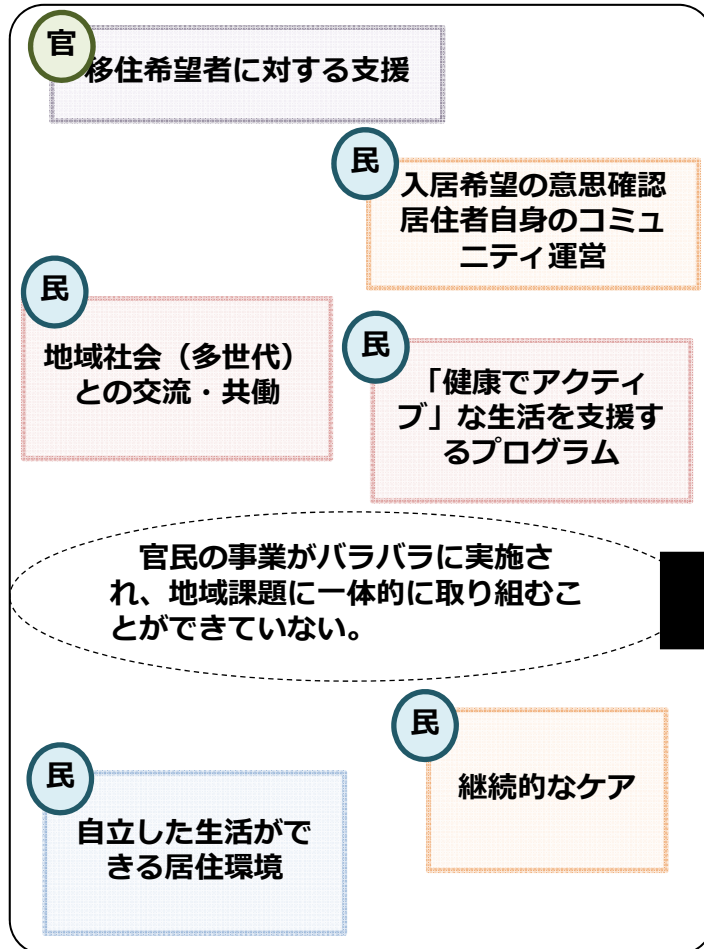 官
移住希望者に対する支援
民
入居希望の意思確認
居住者自身のコミュ
ニティ運営
民
地域社会（多世代）
との交流・共働
民
「健康でアクティ
ブ」な生活を支援す
るプログラム
官民の事業がバラバラに実施さ
れ、地域課題に一体的に取り組むこ
とができていない。
民
継続的なケア
民
自立した生活がで
きる居住環境